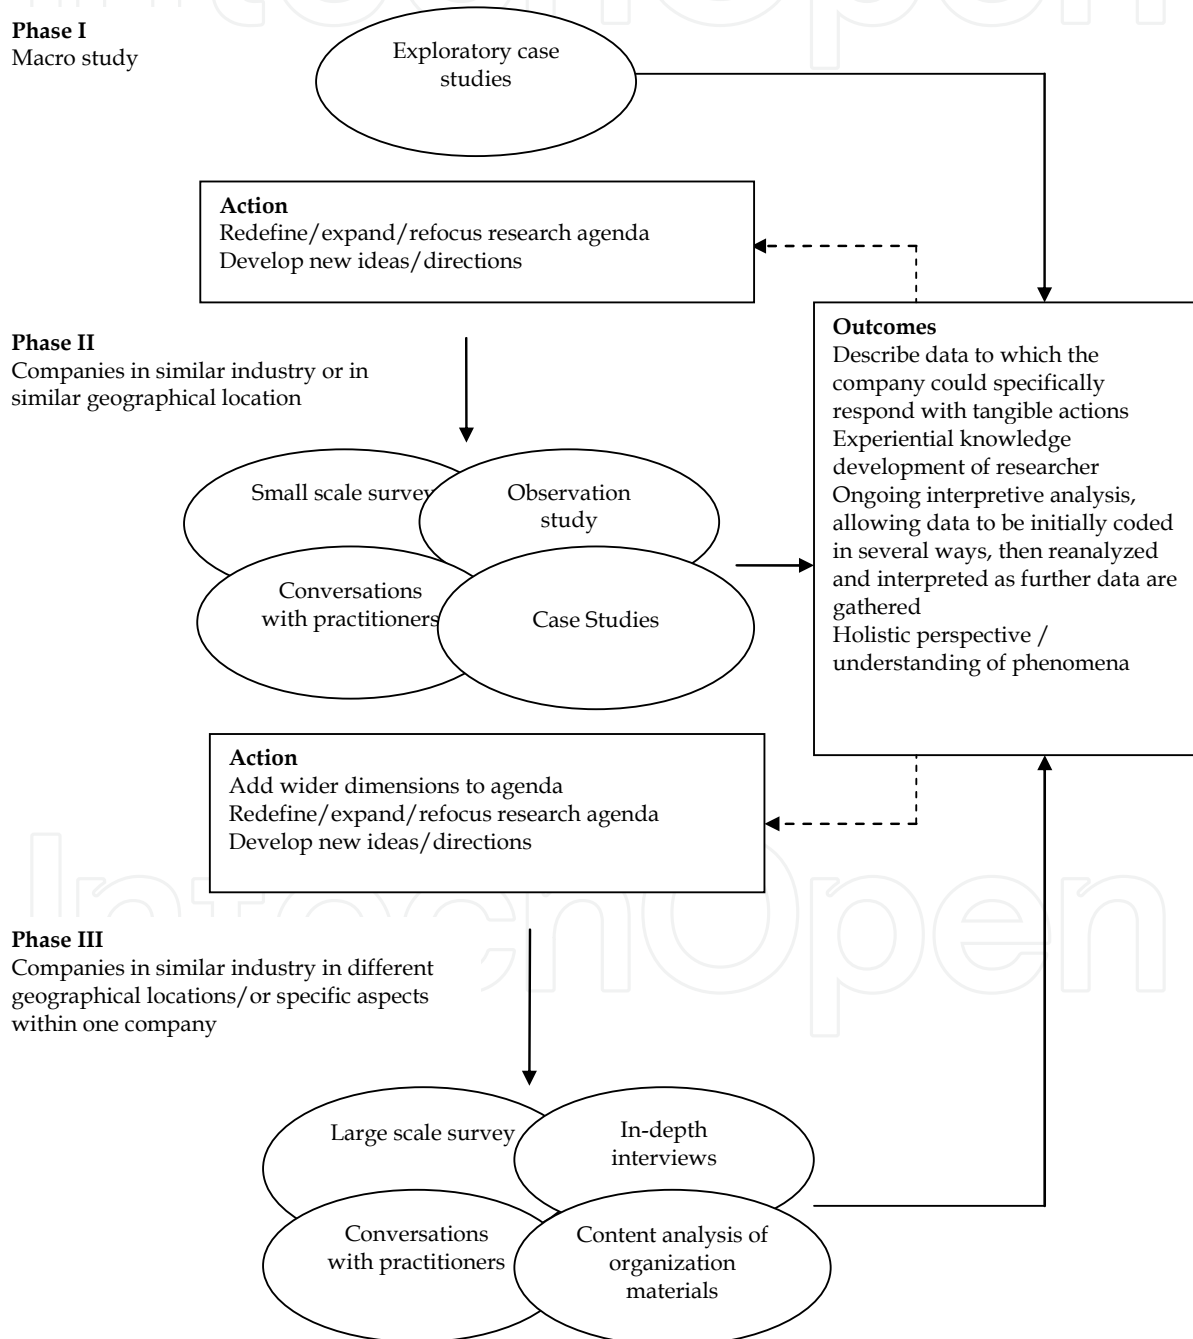 Phase I
Macro study
Exploratory case
studies
Action
Redefine/expand/refocus research agenda
Develop new ideas/directions
Outcomes
Describe data to which the
company could specifically
respond with tangible actions
Experiential knowledge
development of researcher
Ongoing interpretive analysis,
allowing data to be initially coded
in several ways, then reanalyzed
and interpreted as further data are
gathered
Holistic perspective /
understanding of phenomena
Phase II
Companies in similar industry or in
similar geographical location
Small scale survey
Observation
study
Conversations
with practitioners
Case Studies
Action
Add wider dimensions to agenda
Redefine/expand/refocus research agenda
Develop new ideas/directions
IntechOpen
Phase III
Companies in similar industry in different
geographical locations/or specific aspects
within one company
Large scale survey
In-depth
interviews
Conversations
with practitioners
Content analysis of
organization
materials